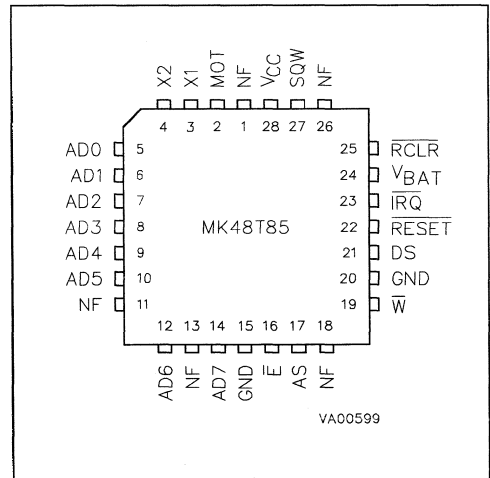 X2 X1 MOT NF VCC SQW NF
4 3 2 1 28 27 26
AD0 5 25 RCLR
AD1 6 24 VBAT
AD2 7 23 IRQ
AD3 8 MK48T85 22 RESET
AD4 9 21 DS
AD5 10 20 GND
NF 11 19 W
12 13 14 15 16 17 18
AD6 NF AD7 GND E AS NF
VA00599